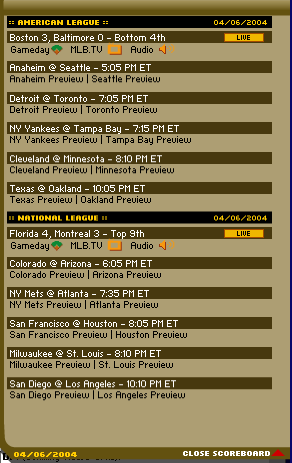 :: AMERICAN LEAGUE :: 04/06/2004
Boston 3, Baltimore 0 - Bottom 4th LIVE
Gameday MLB.TV Audio
Anaheim @ Seattle - 5:05 PM ET
Anaheim Preview | Seattle Preview
Detroit @ Toronto - 7:05 PM ET
Detroit Preview | Toronto Preview
NY Yankees @ Tampa Bay - 7:15 PM ET
NY Yankees Preview | Tampa Bay Preview
Cleveland @ Minnesota - 8:10 PM ET
Cleveland Preview | Minnesota Preview
Texas @ Oakland - 10:05 PM ET
Texas Preview | Oakland Preview
:: NATIONAL LEAGUE :: 04/06/2004
Florida 4, Montreal 3 - Top 9th LIVE
Gameday MLB.TV Audio
Colorado @ Arizona - 6:05 PM ET
Colorado Preview | Arizona Preview
NY Mets @ Atlanta - 7:35 PM ET
NY Mets Preview | Atlanta Preview
San Francisco @ Houston - 8:05 PM ET
San Francisco Preview | Houston Preview
Milwaukee @ St. Louis - 8:10 PM ET
Milwaukee Preview | St. Louis Preview
San Diego @ Los Angeles - 10:10 PM ET
San Diego Preview | Los Angeles Preview
04/06/2004 CLOSE SCOREBOARD